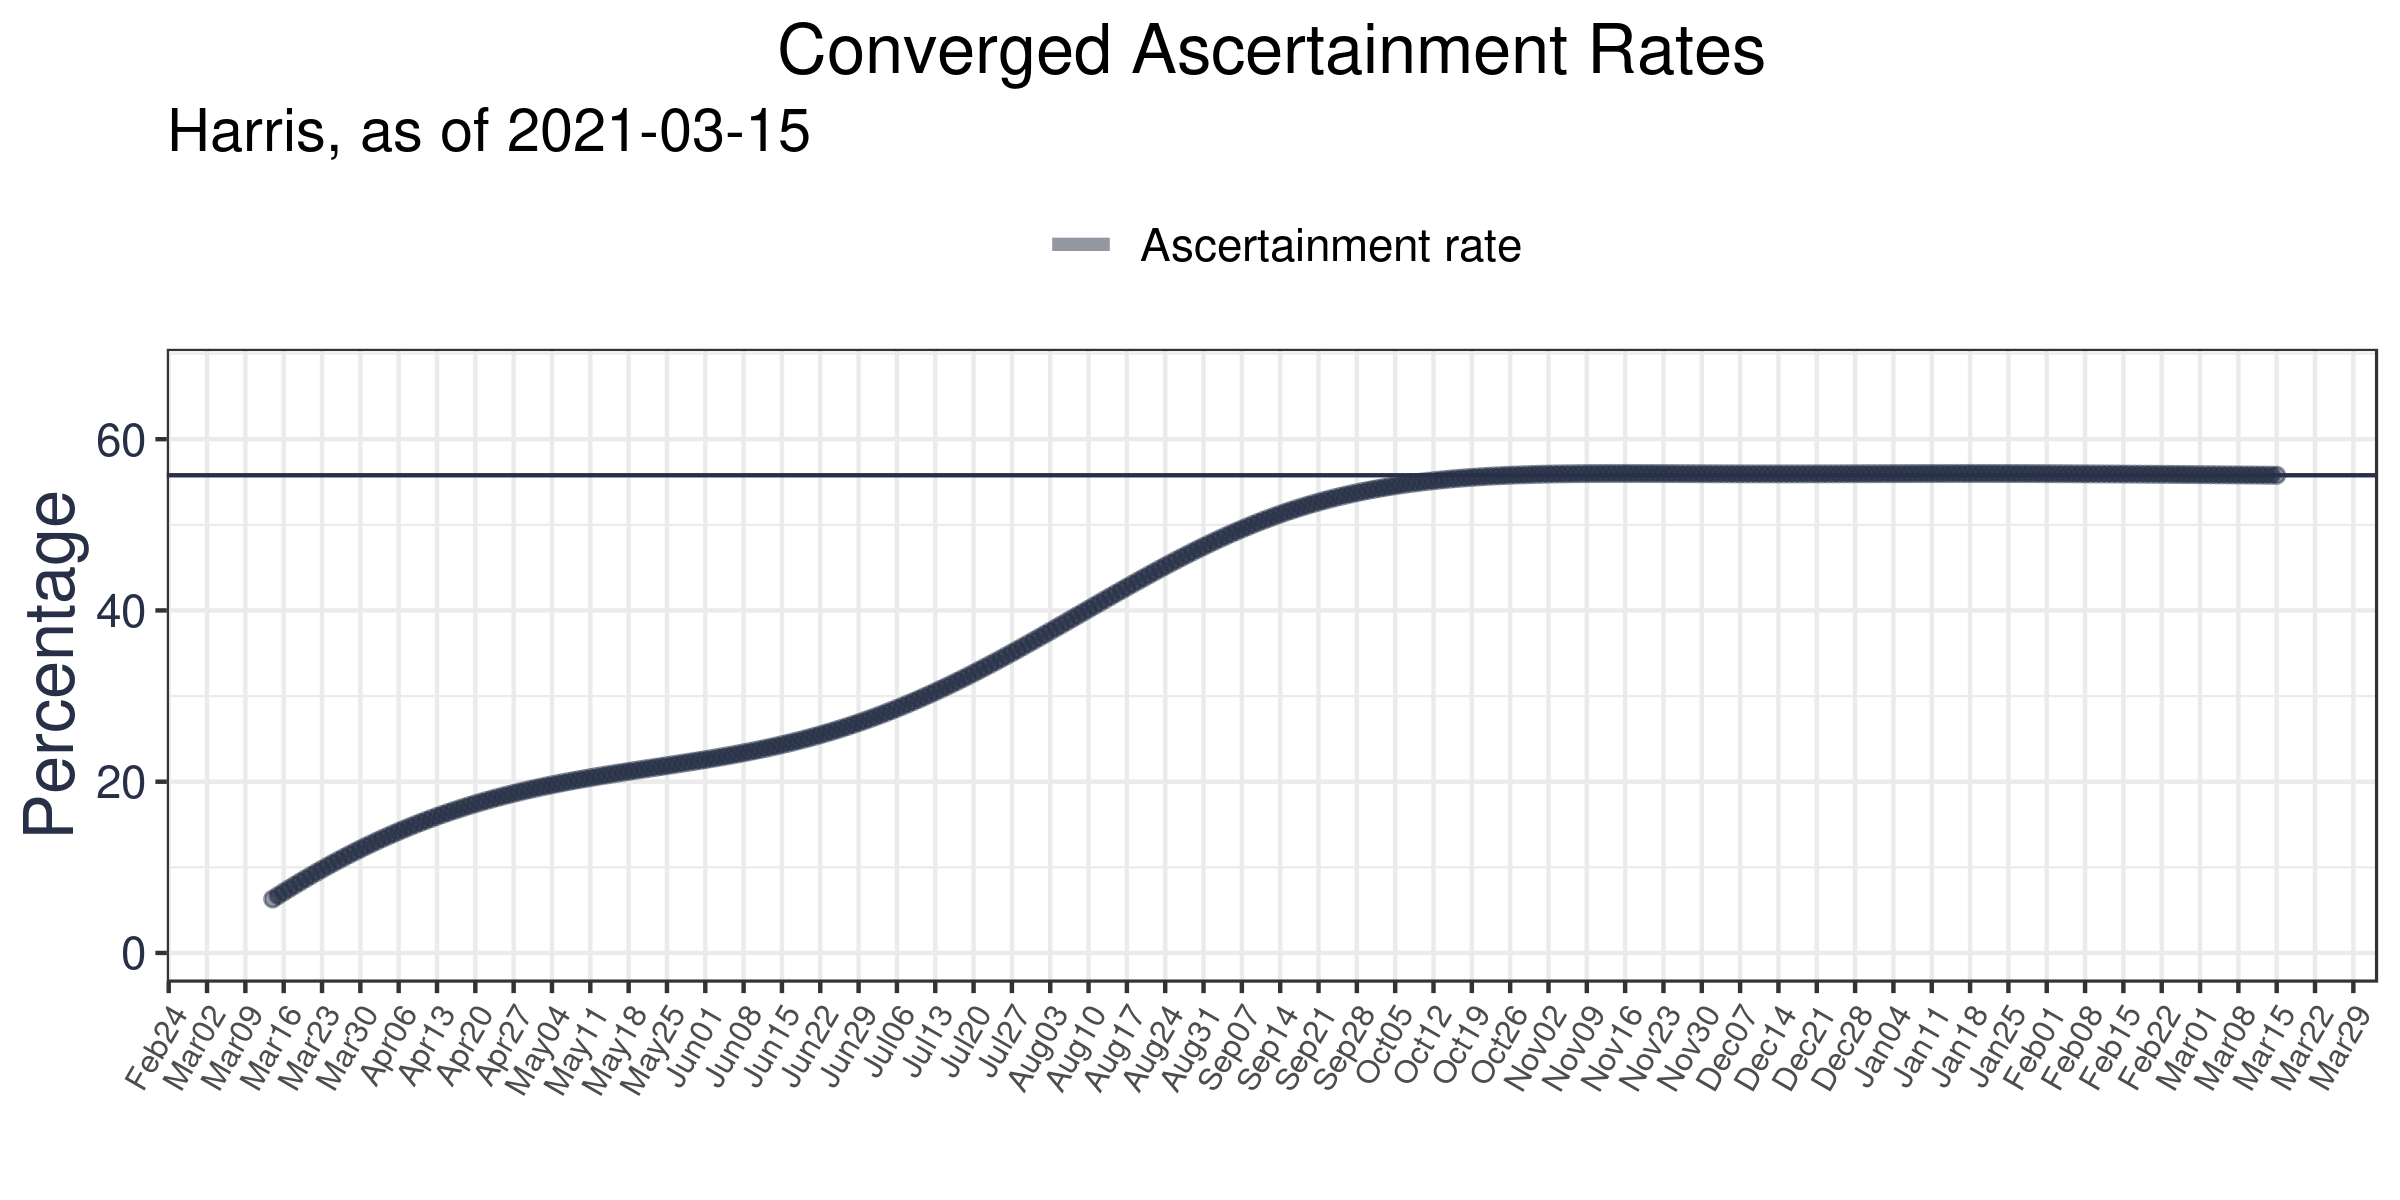 Converged Ascertainment Rates
Harris, as of 2021-03-15
Ascertainment rate
Percentage
60
40
20
0
Feb24
Mar02
Mar09
Mar16
Mar23
Mar30
Apr06
Apr13
Apr20
Apr27
May04
May11
May18
May25
Jun01
Jun08
Jun15
Jun22
Jun29
Jul06
Jul13
Jul20
Jul27
Aug03
Aug10
Aug17
Aug24
Aug31
Sep07
Sep14
Sep21
Sep28
Oct05
Oct12
Oct19
Oct26
Nov02
Nov09
Nov16
Nov23
Nov30
Dec07
Dec14
Dec21
Dec28
Jan04
Jan11
Jan18
Jan25
Feb01
Feb08
Feb15
Feb22
Mar01
Mar08
Mar15
Mar22
Mar29